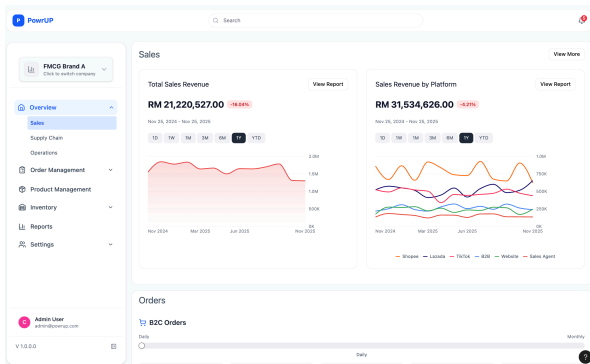 P PowrUP
Search
FMCG Brand A
Click to switch company
Overview
Sales
Supply Chain
Operations
Order Management
Product Management
Inventory
Reports
Settings
C Admin User
admin@powrup.com
V 1.0.0.0
Sales
View More
Total Sales Revenue
View Report
RM 21,220,527.00 -16.04%
Nov 25, 2024 - Nov 25, 2025
1D 1W 1M 3M 6M 1Y YTD
2.0M
1.5M
1.0M
500K
0K
Nov 2024 Mar 2025 Jun 2025 Nov 2025
Sales Revenue by Platform
View Report
RM 31,534,626.00 -5.21%
Nov 25, 2024 - Nov 25, 2025
1D 1W 1M 3M 6M 1Y YTD
1.0M
750K
500K
250K
0K
Nov 2024 Mar 2025 Jun 2025 Nov 2025
Shopee Lazada TikTok B2B Website Sales Agent
Orders
B2C Orders
Daily Monthly
Daily
?